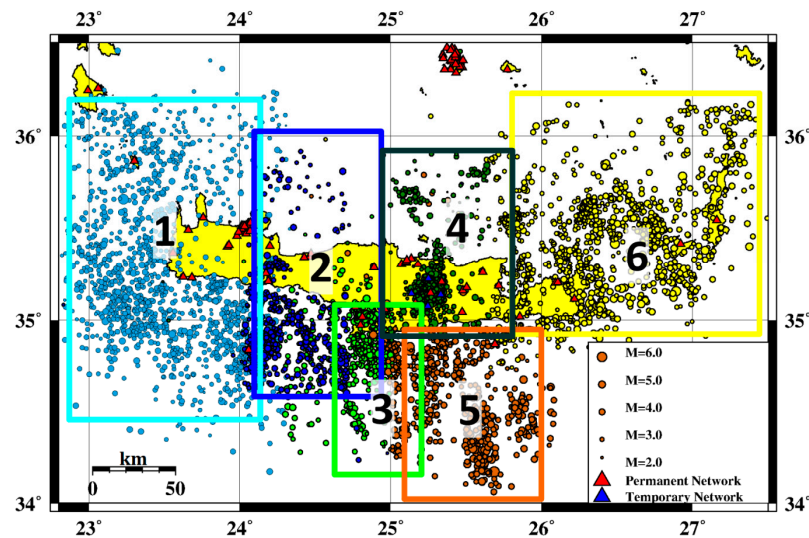 23° 24° 25° 26° 27°
36° 36°
4
1
2
6
35° 35°
M=6.0
M=5.0
3 5
M=4.0
M=3.0
km
M=2.0
Permanent Network
0 50
Temporary Network
34° 34°
23° 24° 25° 26° 27°